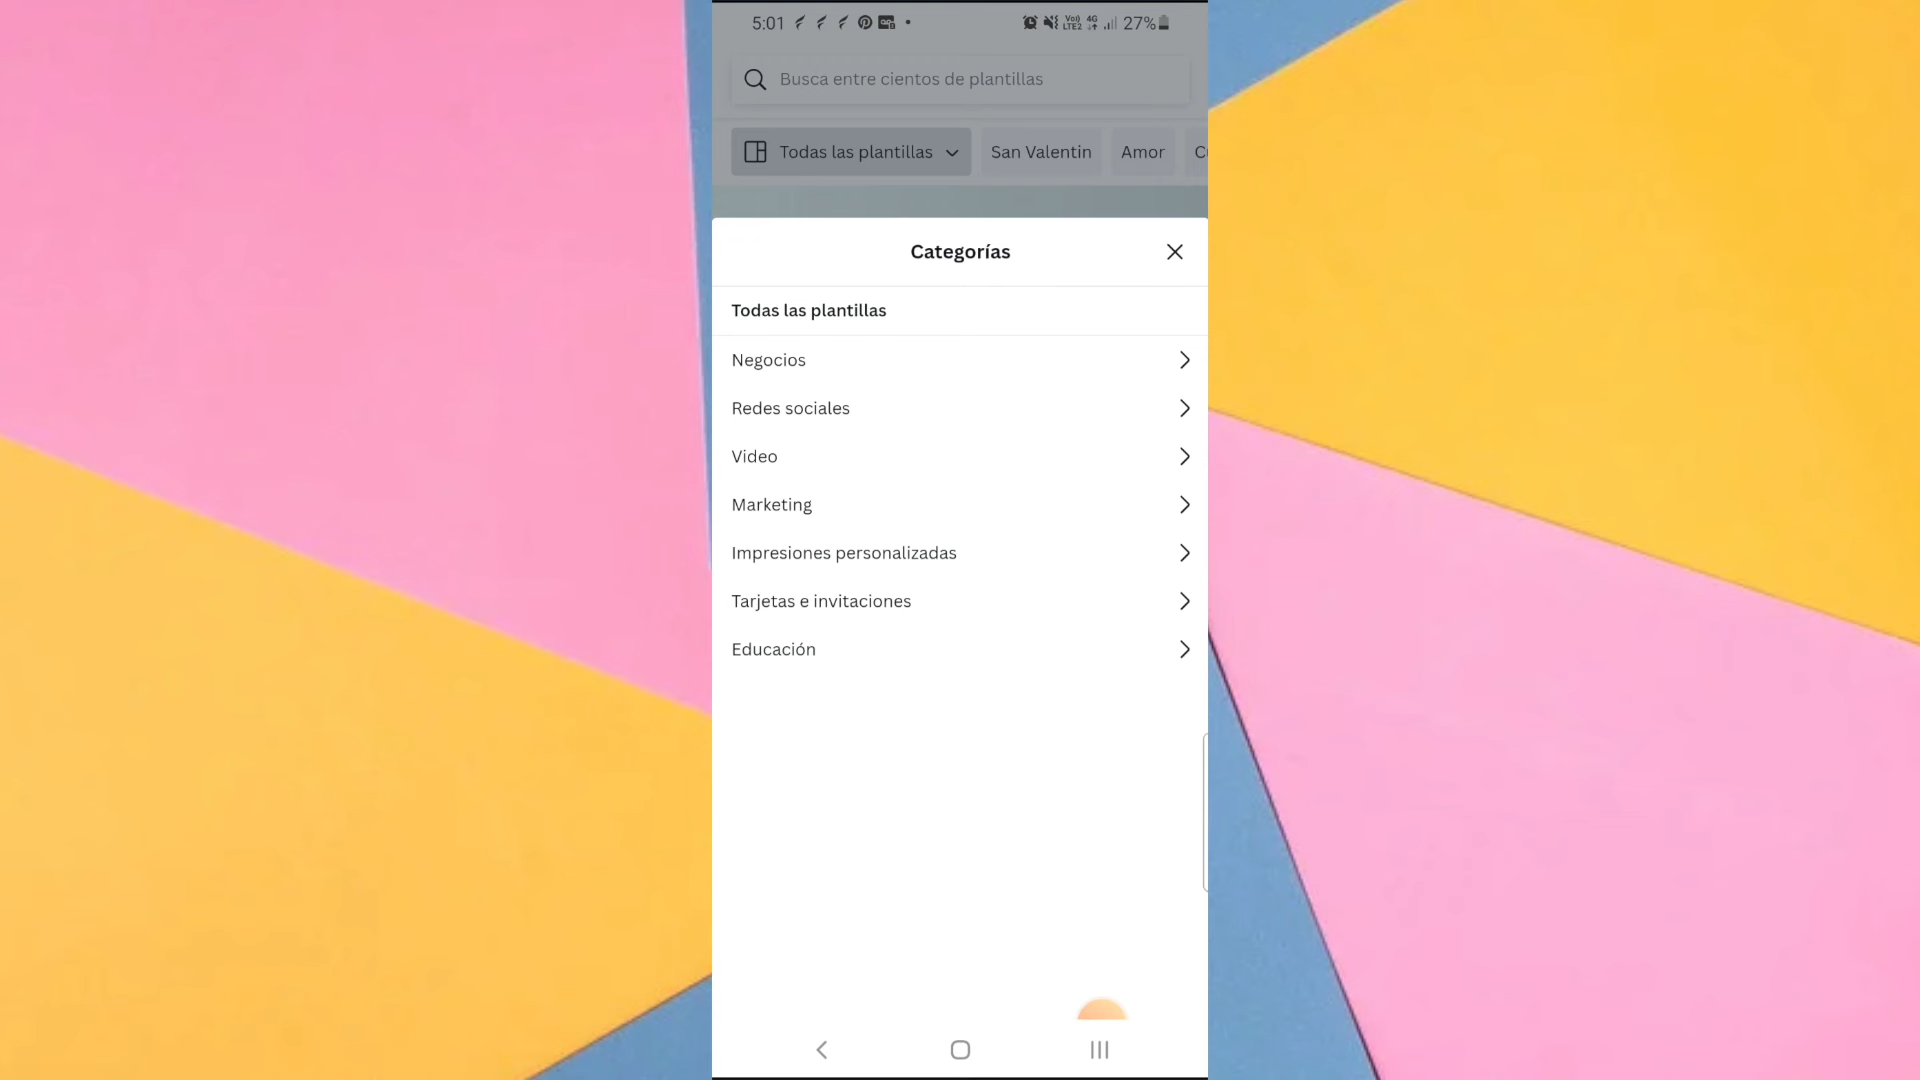 5:01 27%
Busca entre cientos de plantillas
Todas las plantillas San Valentin Amor
Categorías
Todas las plantillas
Negocios
Redes sociales
Video
Marketing
Impresiones personalizadas
Tarjetas e invitaciones
Educación